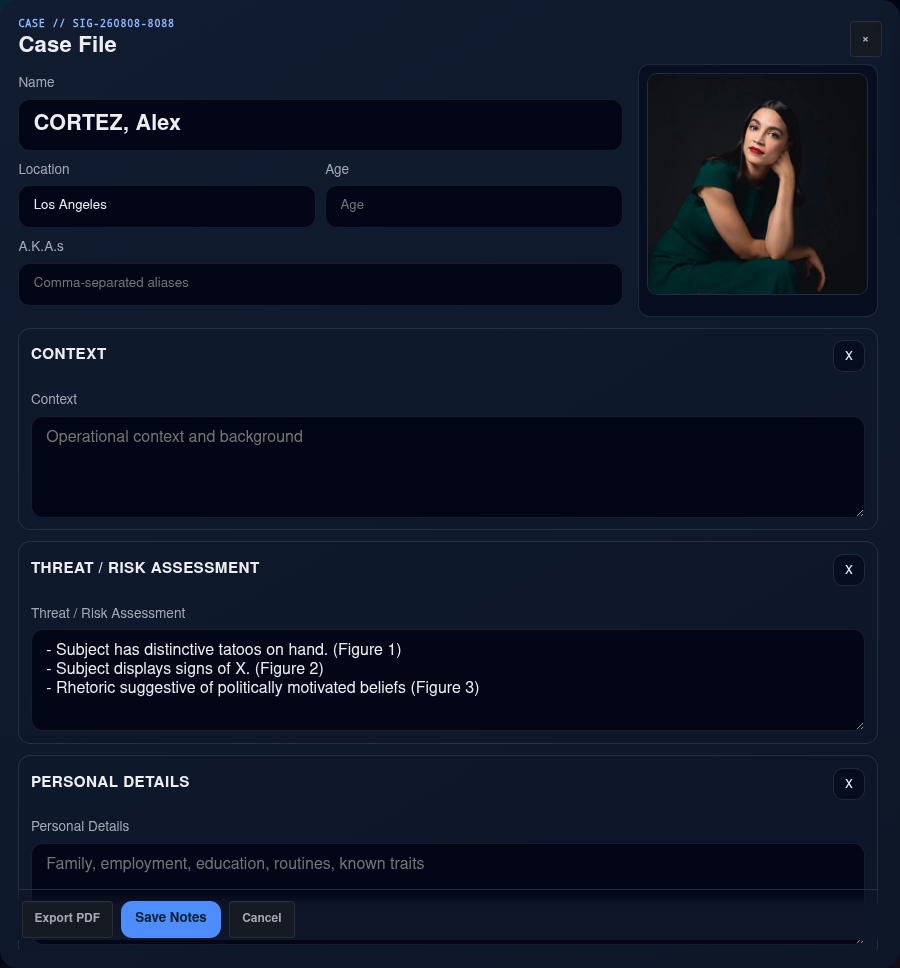 CASE // SIG-260808-8088
Case File
×
Name
CORTEZ, Alex
Location
Age
Los Angeles
Age
A.K.A.s
Comma-separated aliases
CONTEXT
X
Context
Operational context and background
THREAT / RISK ASSESSMENT
X
Threat / Risk Assessment
- Subject has distinctive tatoos on hand. (Figure 1)
- Subject displays signs of X. (Figure 2)
- Rhetoric suggestive of politically motivated beliefs (Figure 3)
PERSONAL DETAILS
X
Personal Details
Family, employment, education, routines, known traits
Export PDF
Save Notes
Cancel